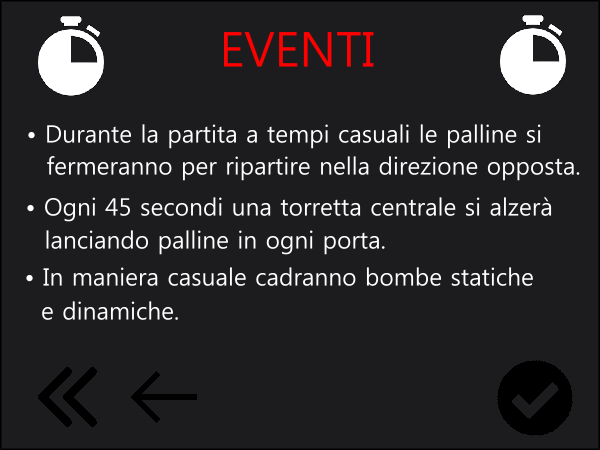 EVENTI
• Durante la partita a tempi casuali le palline si
fermeranno per ripartire nella direzione opposta.
• Ogni 45 secondi una torretta centrale si alzerà
lanciando palline in ogni porta.
• In maniera casuale cadranno bombe statiche
e dinamiche.